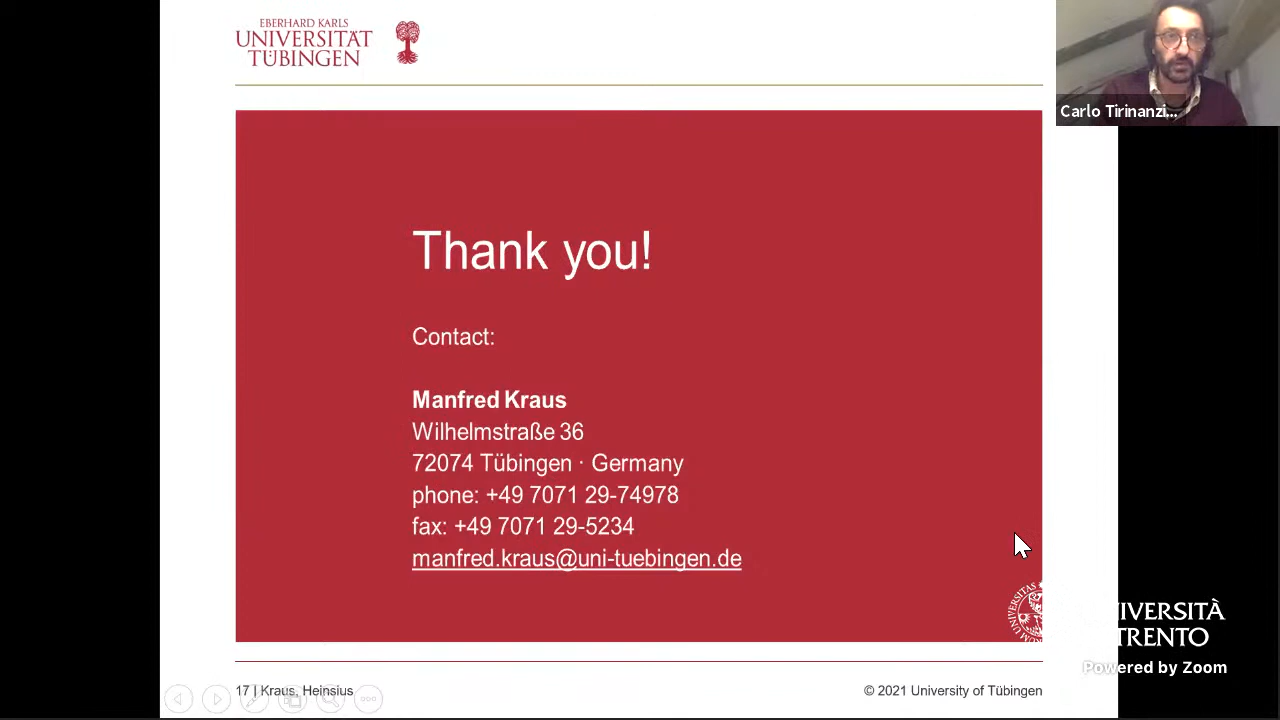 EBERHARD KARLS
UNIVERSITÄT
TÜBINGEN
Carlo Tirinanzi...
Thank you!
Contact:
Manfred Kraus
Wilhelmstraße 36
72074 Tübingen · Germany
phone: +49 7071 29-74978
fax: +49 7071 29-5234
manfred.kraus@uni-tuebingen.de
UNIVERSITAS
VERSITÀ
TRENTO
Powered by Zoom
17 | Kraus, Heinsius
© 2021 University of Tübingen